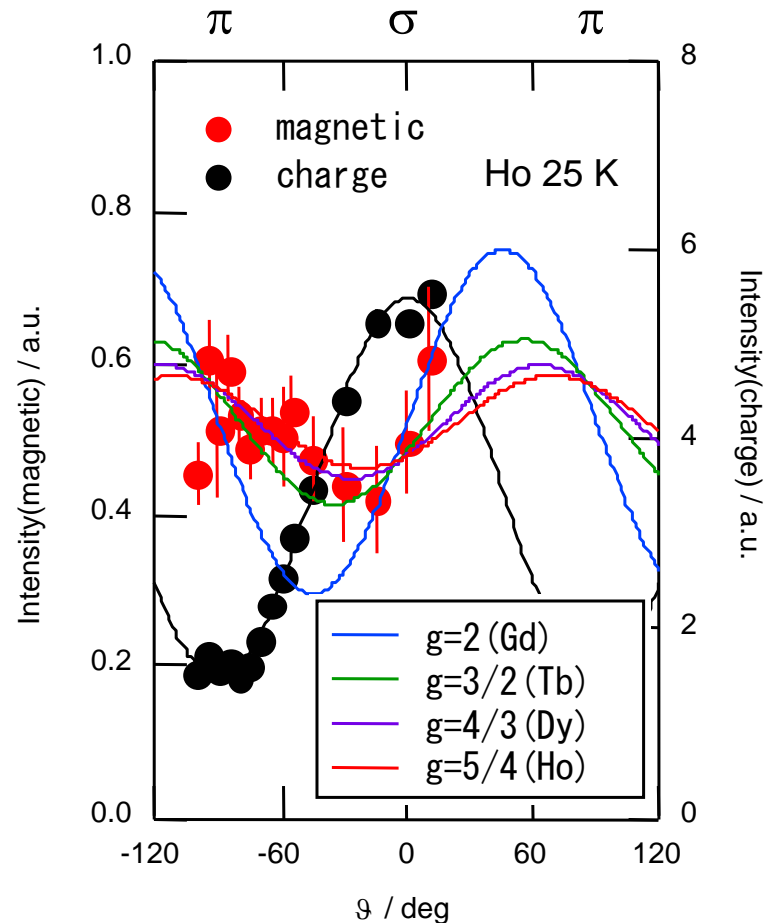 π σ π
magnetic
charge
Ho 25 K
1.0
0.8
0.6
0.4
0.2
0.0
Intensity(magnetic) / a.u.
8
6
4
2
0
Intensity(charge) / a.u.
g=2(Gd)
g=3/2(Tb)
g=4/3(Dy)
g=5/4(Ho)
-120 -60 0 60 120
ϑ / deg